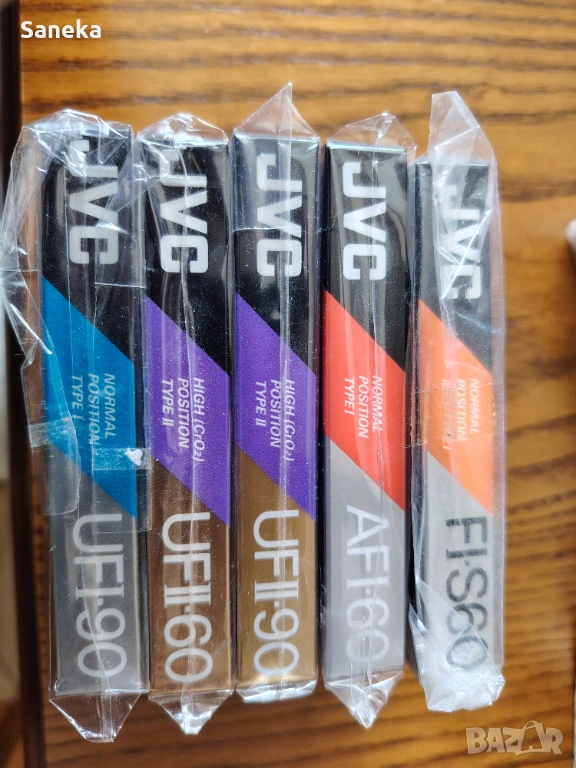 Saneka
JVC
NORMAL
POSITION
TYPE I
UFI-90
JVC
HIGH (CrO2)
POSITION
TYPE II
UFII-60
JVC
HIGH (CrO2)
POSITION
TYPE II
UFII-90
JVC
NORMAL
POSITION
TYPE I
AFI-60
JVC
NORMAL
POSITION
TYPE I
FI-S60
BAZAR